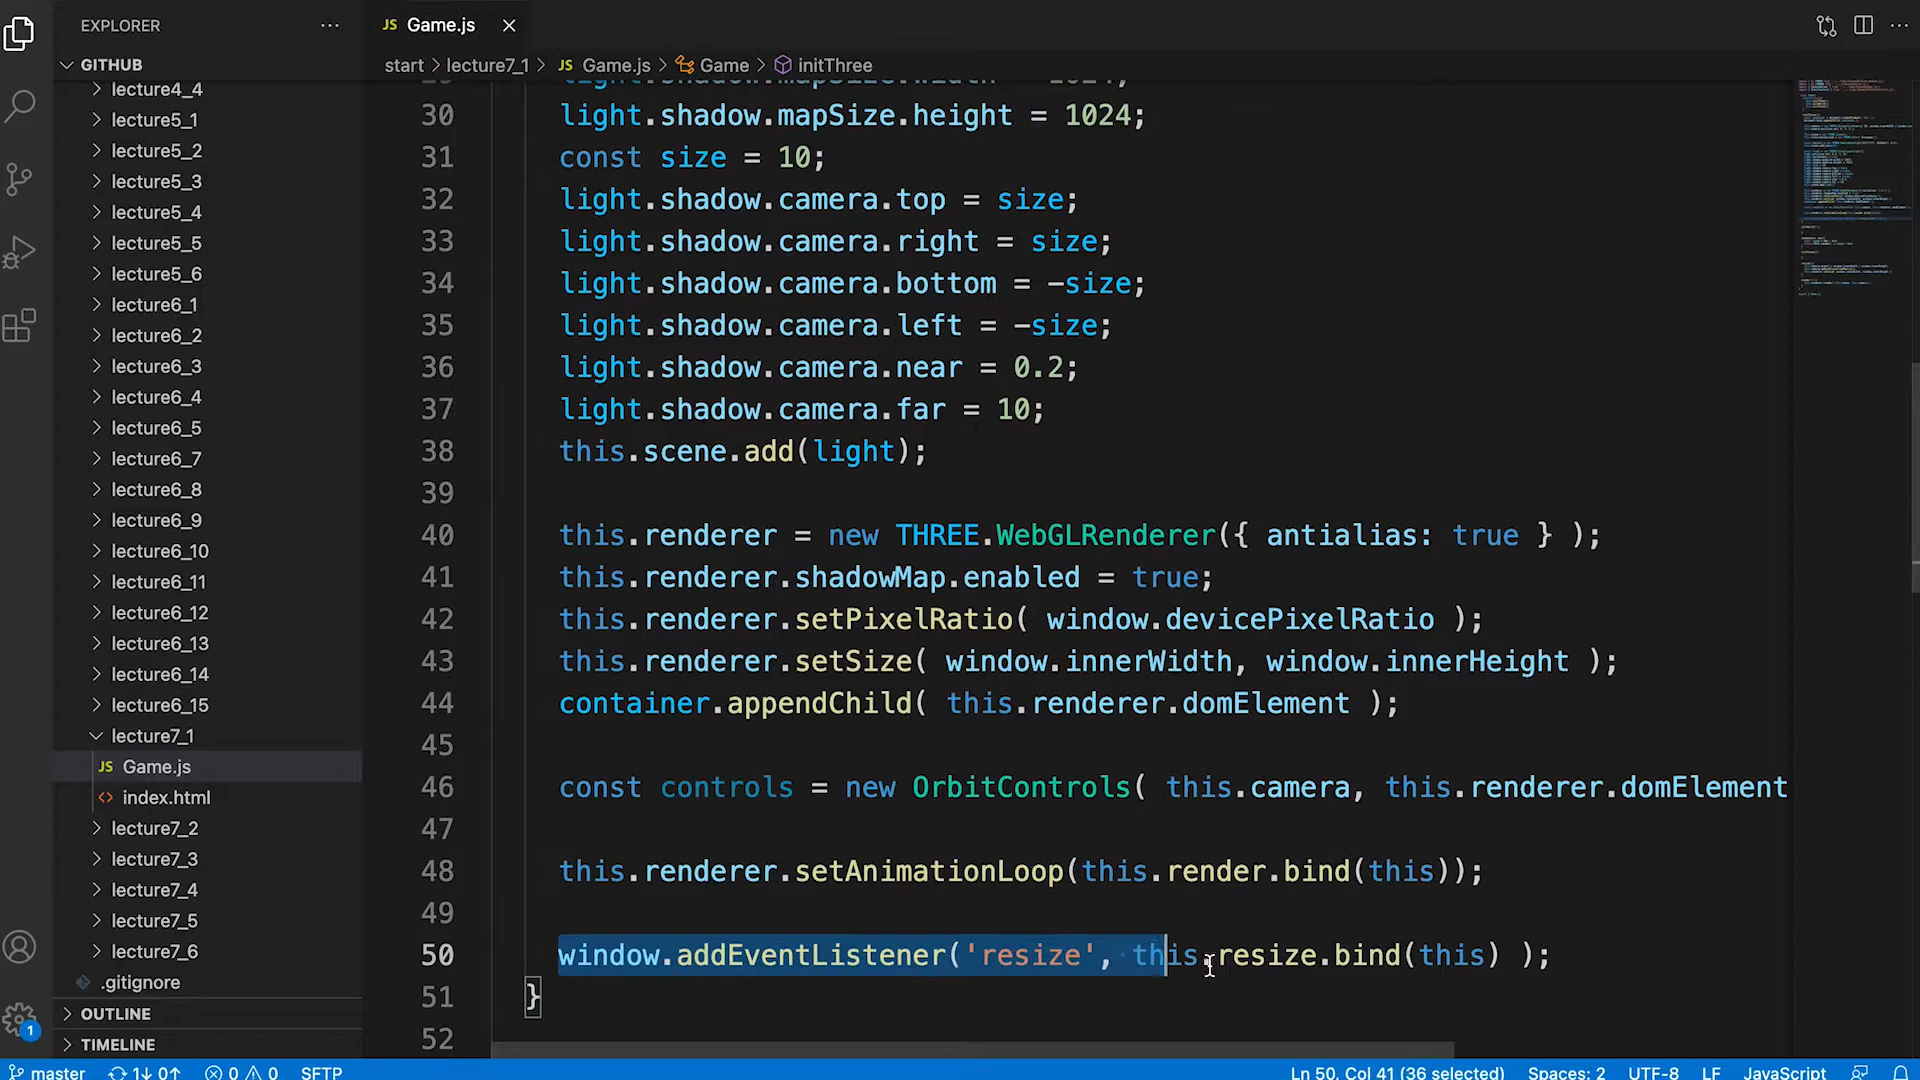 EXPLORER
GITHUB
lecture4_4
lecture5_1
lecture5_2
lecture5_3
lecture5_4
lecture5_5
lecture5_6
lecture6_1
lecture6_2
lecture6_3
lecture6_4
lecture6_5
lecture6_7
lecture6_8
lecture6_9
lecture6_10
lecture6_11
lecture6_12
lecture6_13
lecture6_14
lecture6_15
lecture7_1
JS Game.js
<> index.html
lecture7_2
lecture7_3
lecture7_4
lecture7_5
lecture7_6
.gitignore
OUTLINE
TIMELINE
1
JS Game.js
start > lecture7_1 > JS Game.js > Game > initThree
light.shadow.mapSize.width = 1024;
30 light.shadow.mapSize.height = 1024;
31 const size = 10;
32 light.shadow.camera.top = size;
33 light.shadow.camera.right = size;
34 light.shadow.camera.bottom = -size;
35 light.shadow.camera.left = -size;
36 light.shadow.camera.near = 0.2;
37 light.shadow.camera.far = 10;
38 this.scene.add(light);
39
40 this.renderer = new THREE.WebGLRenderer({ antialias: true } );
41 this.renderer.shadowMap.enabled = true;
42 this.renderer.setPixelRatio( window.devicePixelRatio );
43 this.renderer.setSize( window.innerWidth, window.innerHeight );
44 container.appendChild( this.renderer.domElement );
45
46 const controls = new OrbitControls( this.camera, this.renderer.domElement
47
48 this.renderer.setAnimationLoop(this.render.bind(this));
49
50 window.addEventListener('resize', this.resize.bind(this) );
51 }
52
master 1↓ 0↑ 0 0 SFTP
Ln 50, Col 41 (36 selected) Spaces: 2 UTF-8 LF JavaScript